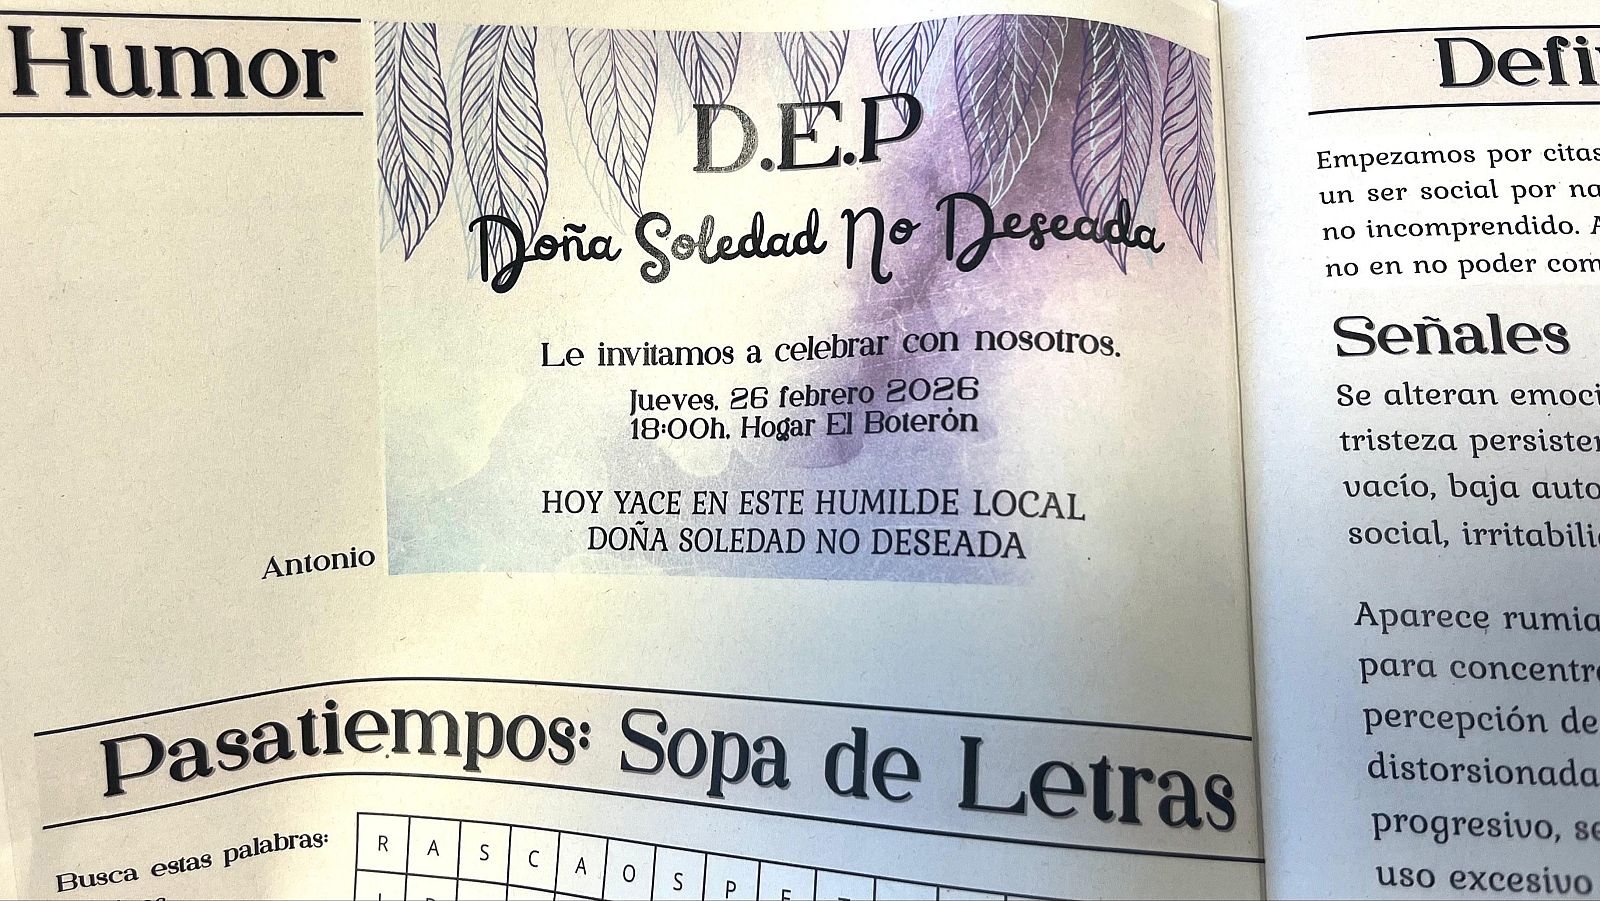 Humor
D.E.P
Doña Soledad No Deseada
Le invitamos a celebrar con nosotros.
Jueves, 26 febrero 2026
18:00h, Hogar El Boterón
HOY YACE EN ESTE HUMILDE LOCAL
DOÑA SOLEDAD NO DESEADA
Antonio
Pasatiempos: Sopa de Letras
Busca estas palabras:
R A S C A O S P E
Empezamos por citas
un ser social por na
no incomprendido. A
no en no poder com
Señales
Se alteran emoci
tristeza persister
vacío, baja auto
social, irritabili
Aparece rumia
para concentr
percepción de
distorsionada
progresivo, se
uso excesivo